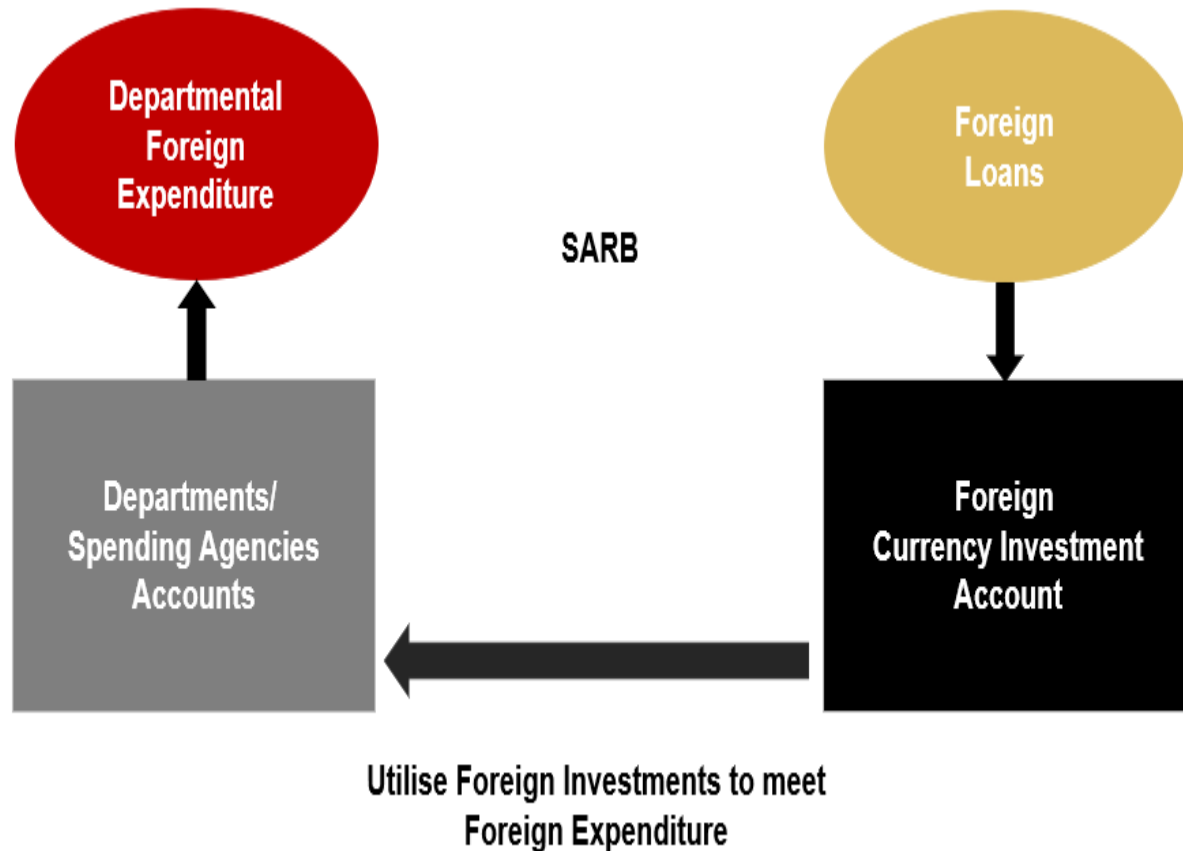 Departmental
Foreign
Expenditure
Foreign
Loans
SARB
Departments/
Spending Agencies
Accounts
Foreign
Currency Investment
Account
Utilise Foreign Investments to meet
Foreign Expenditure